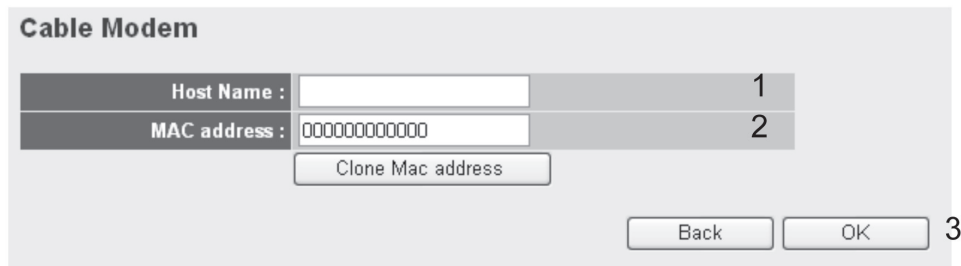 Cable Modem
Host Name : 1
MAC address : 000000000000 2
Clone Mac address
Back OK 3